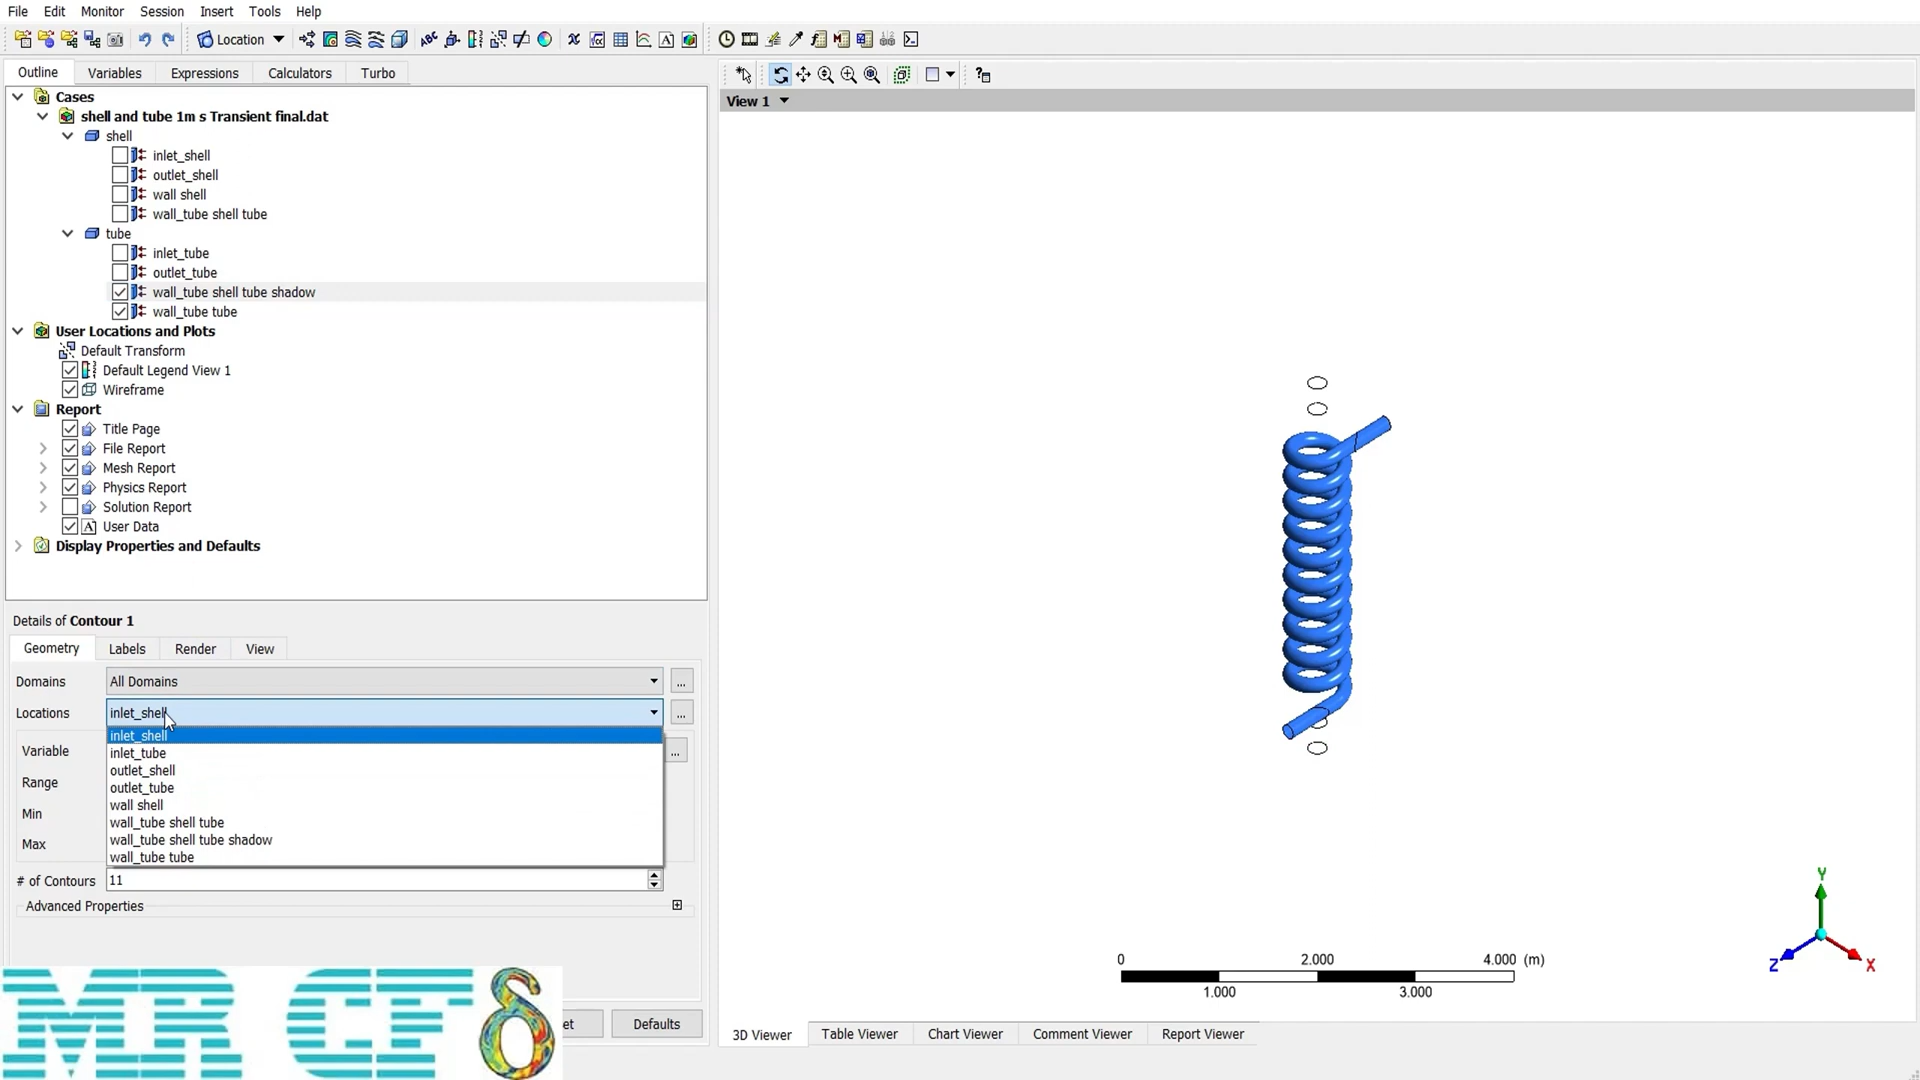 File Edit Monitor Session Insert Tools Help
Location
Outline Variables Expressions Calculators Turbo
Cases
shell and tube 1m s Transient final.dat
shell
inlet_shell
outlet_shell
wall shell
wall_tube shell tube
tube
inlet_tube
outlet_tube
wall_tube shell tube shadow
wall_tube tube
User Locations and Plots
Default Transform
Default Legend View 1
Wireframe
Report
Title Page
File Report
Mesh Report
Physics Report
Solution Report
User Data
Display Properties and Defaults
Details of Contour 1
Geometry Labels Render View
Domains All Domains ...
Locations inlet_shell ...
inlet_shell
Variable ...
inlet_tube
outlet_shell
Range
outlet_tube
wall shell
Min
wall_tube shell tube
wall_tube shell tube shadow
Max
wall_tube tube
# of Contours 11
Advanced Properties
et Defaults
MR CF
View 1
0 2.000 4.000 (m)
1.000 3.000
Y
Z
X
3D Viewer Table Viewer Chart Viewer Comment Viewer Report Viewer